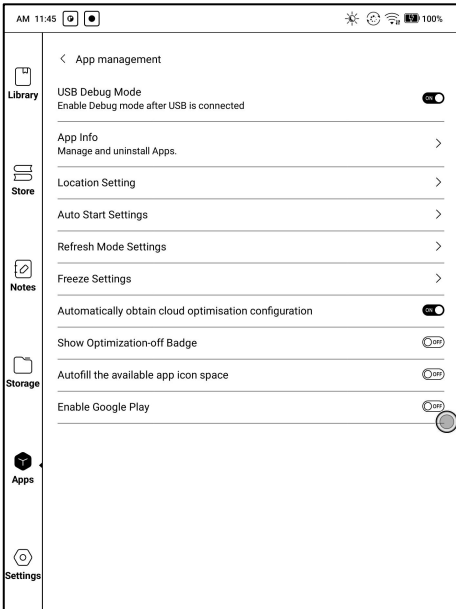 AM 11:45
100%
App management
Library
USB Debug Mode
ON
Enable Debug mode after USB is connected
App Info
Manage and uninstall Apps.
Store
Location Setting
Auto Start Settings
Refresh Mode Settings
Notes
Freeze Settings
Automatically obtain cloud optimisation configuration
ON
Show Optimization-off Badge
OFF
Storage
Autofill the available app icon space
OFF
Enable Google Play
OFF
Apps
Settings